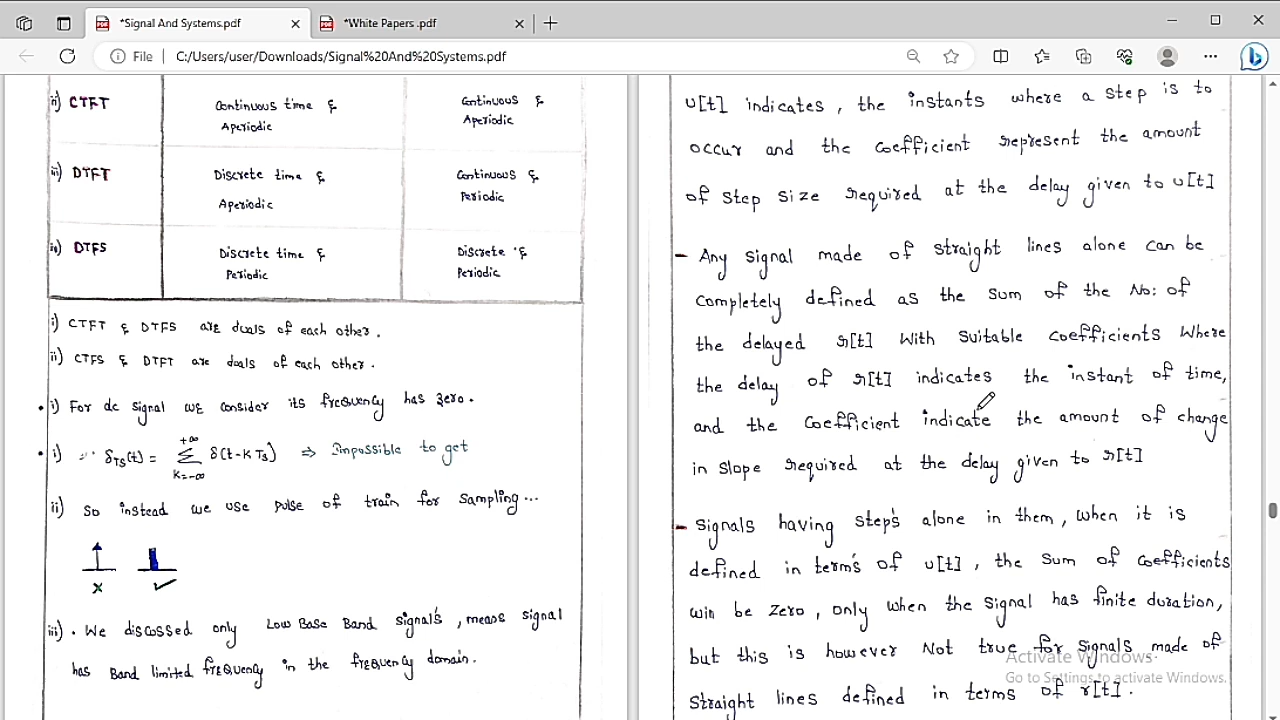 *Signal And Systems.pdf
*White Papers .pdf
File C:/Users/user/Downloads/Signal%20And%20Systems.pdf
ii) CTFT Continuous time & Aperiodic Continuous & Aperiodic
iii) DTFT Discrete time & Aperiodic Continuous & Periodic
iv) DTFS Discrete time & Periodic Discrete & Periodic
i) CTFT & DTFS are duals of each other.
ii) CTFS & DTFT are duals of each other.
• i) For dc signal we consider its frequency has zero.
• i) δTs(t) = +∞ Σ K=-∞ δ(t-KTs) ⇒ Impossible to get
ii) So instead we use pulse of train for sampling...
x ✓
iii) • We discussed only Low Base Band signal's, means signal
has Band limited frequency in the frequency domain.
u[t] indicates, the instants where a step is to
occur and the coefficient represent the amount
of step size required at the delay given to u[t]
- Any signal made of straight lines alone can be
completely defined as the sum of the No: of
the delayed r[t] with suitable coefficients where
the delay of r[t] indicates the instant of time,
and the coefficient indicate the amount of change
in slope required at the delay given to r[t]
- Signals having step's alone in them, when it is
defined in term's of u[t], the sum of coefficients
will be zero, only when the signal has finite duration,
but this is however Not true for signals made of
straight lines defined in terms of r[t].
Activate Windows
Go to Settings to activate Windows.